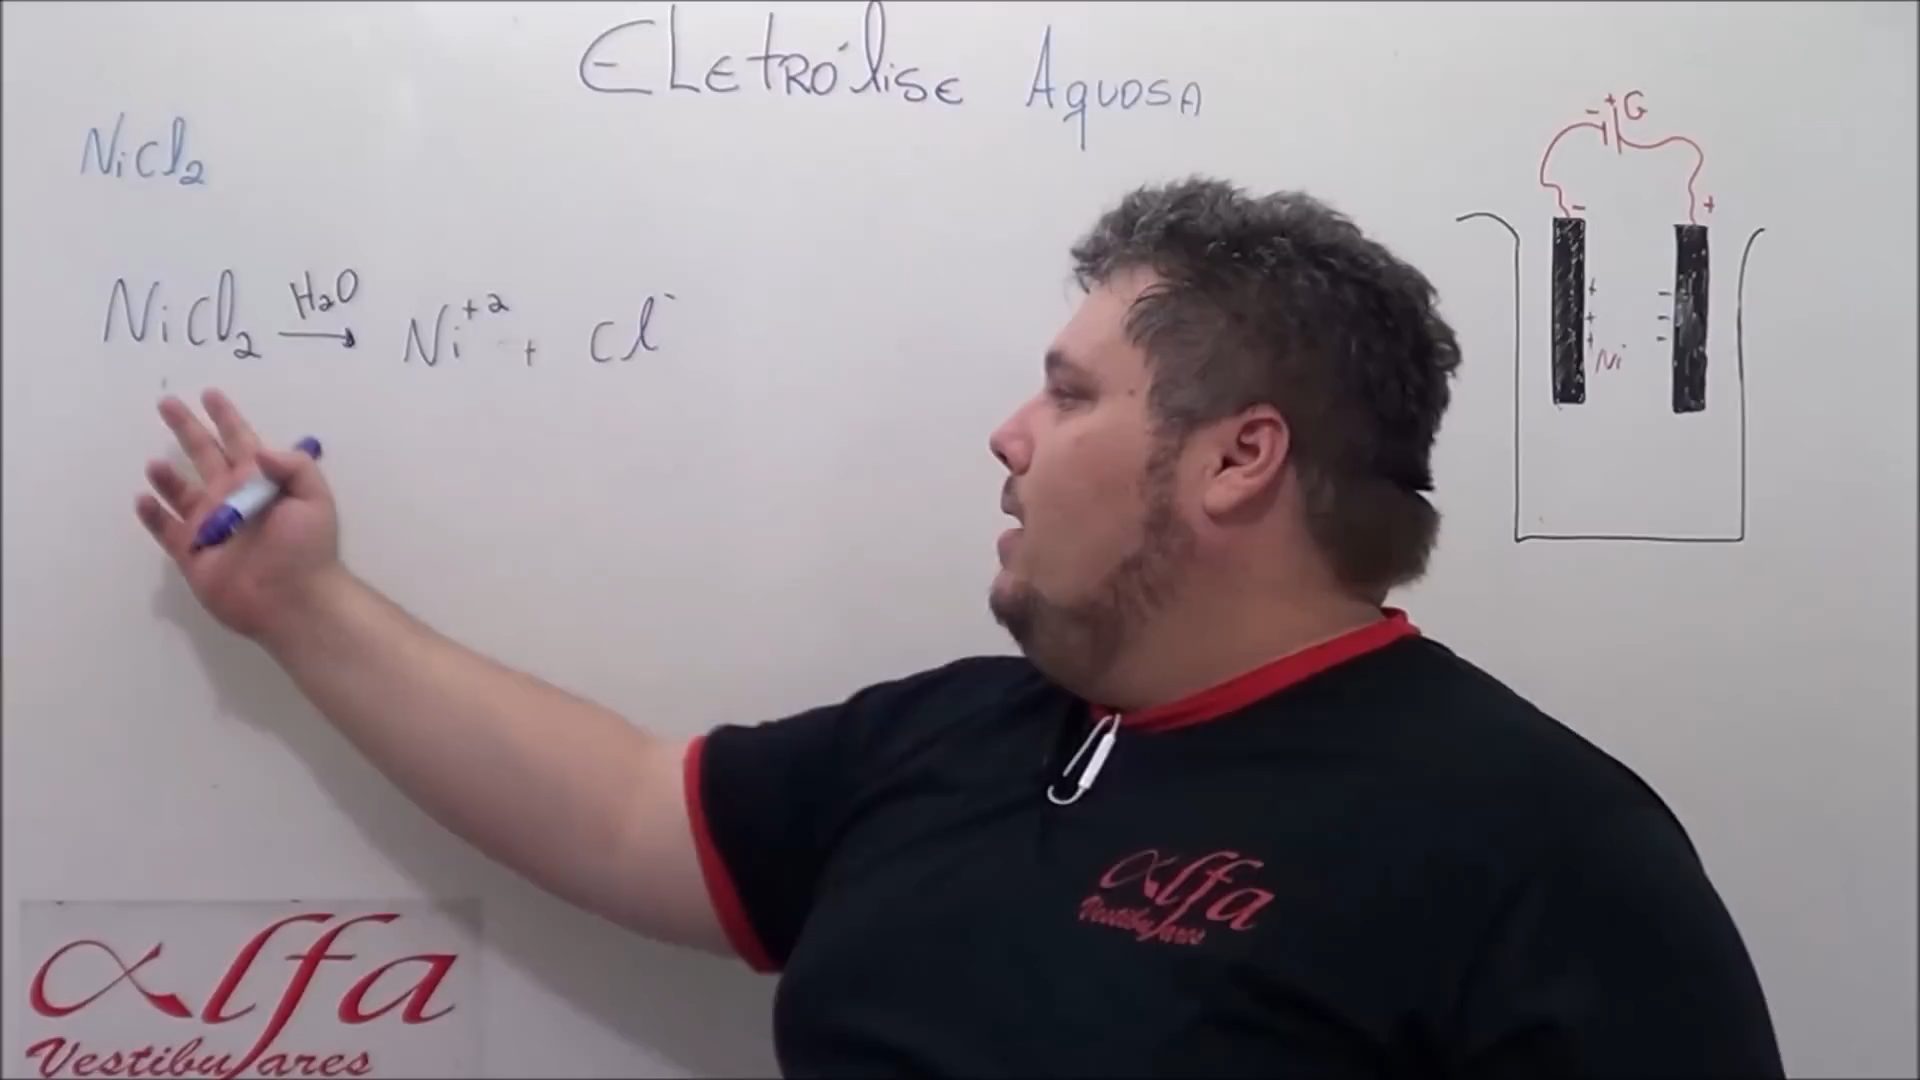 ELetrólise Aquosa
NiCl2
NiCl2 H2O → Ni+2 + Cl-
- + G
- +
+ -
+ -
+ -
Ni
αlfa
Vestibulares
αlfa
Vestibulares